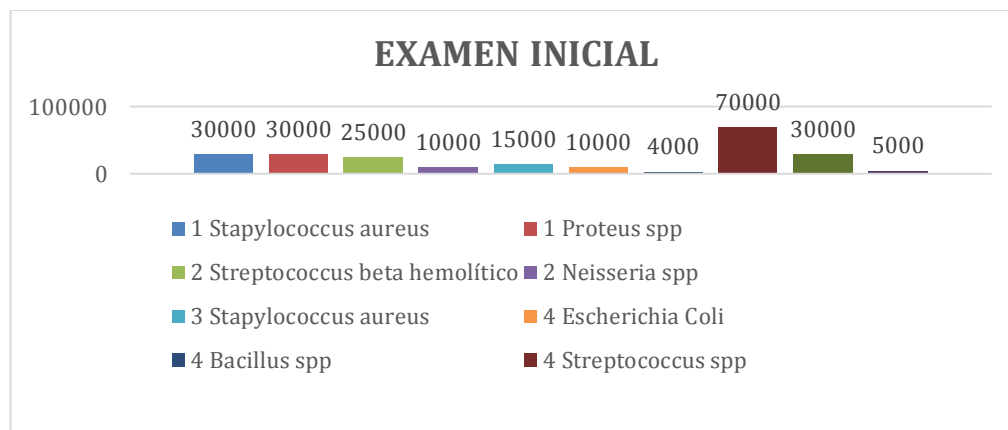 EXAMEN INICIAL
100000
0
30000 30000 25000 10000 15000 10000 4000 70000 30000 5000
1 Stapylococcus aureus 1 Proteus spp
2 Streptococcus beta hemolítico 2 Neisseria spp
3 Stapylococcus aureus 4 Escherichia Coli
4 Bacillus spp 4 Streptococcus spp